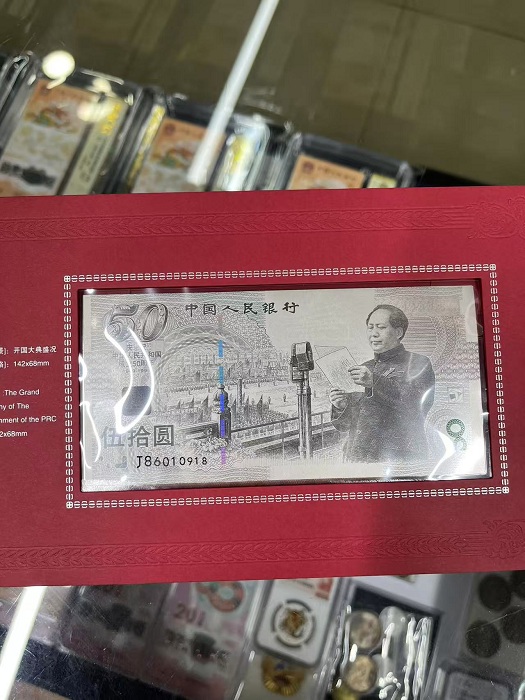 50
中国人民银行
伍拾圆
J86010918
开国大典盛况
142x68mm
The Grand
ny of The
nment of the PRC
2x68mm